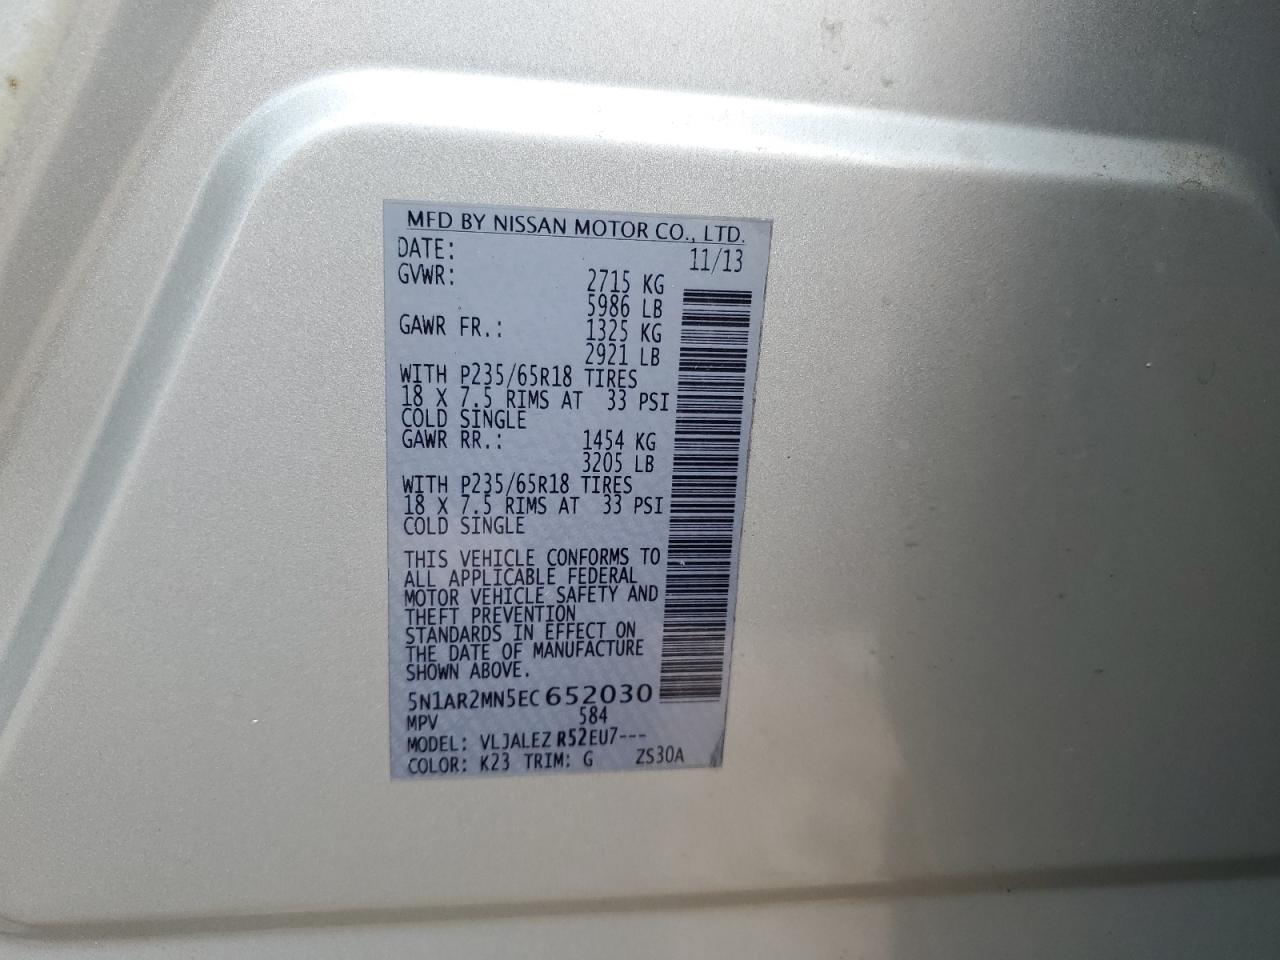 MFD BY NISSAN MOTOR CO., LTD.
DATE: 11/13
GVWR: 2715 KG
5986 LB
GAWR FR.: 1325 KG
2921 LB
WITH P235/65R18 TIRES
18 X 7.5 RIMS AT 33 PSI
COLD SINGLE
GAWR RR.: 1454 KG
3205 LB
WITH P235/65R18 TIRES
18 X 7.5 RIMS AT 33 PSI
COLD SINGLE
THIS VEHICLE CONFORMS TO
ALL APPLICABLE FEDERAL
MOTOR VEHICLE SAFETY AND
THEFT PREVENTION
STANDARDS IN EFFECT ON
THE DATE OF MANUFACTURE
SHOWN ABOVE.
5N1AR2MN5EC652030
MPV 584
MODEL: VLJALEZ R52EU7---
COLOR: K23 TRIM: G ZS30A